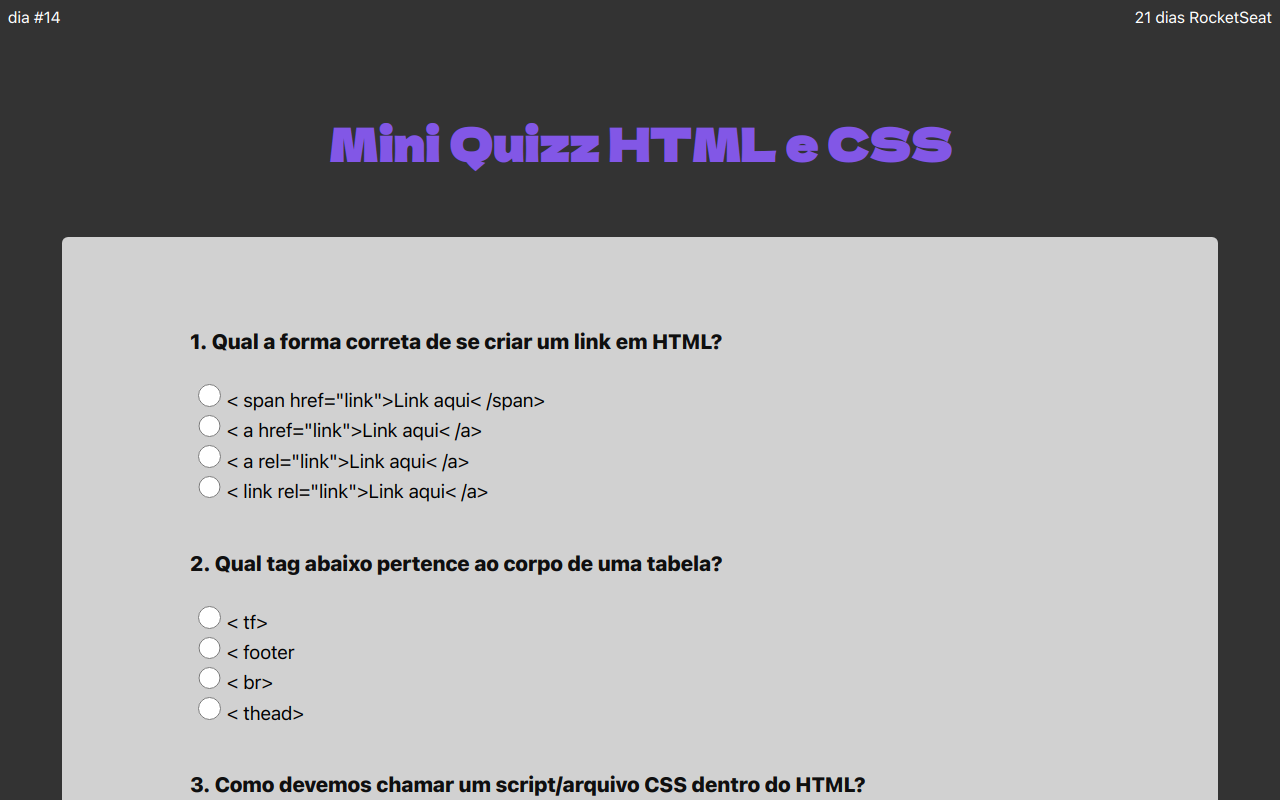 dia #14
21 dias RocketSeat
Mini Quizz HTML e CSS
1. Qual a forma correta de se criar um link em HTML?
< span href="link">Link aqui< /span>
< a href="link">Link aqui< /a>
< a rel="link">Link aqui< /a>
< link rel="link">Link aqui< /a>
2. Qual tag abaixo pertence ao corpo de uma tabela?
< tf>
< footer
< br>
< thead>
3. Como devemos chamar um script/arquivo CSS dentro do HTML?